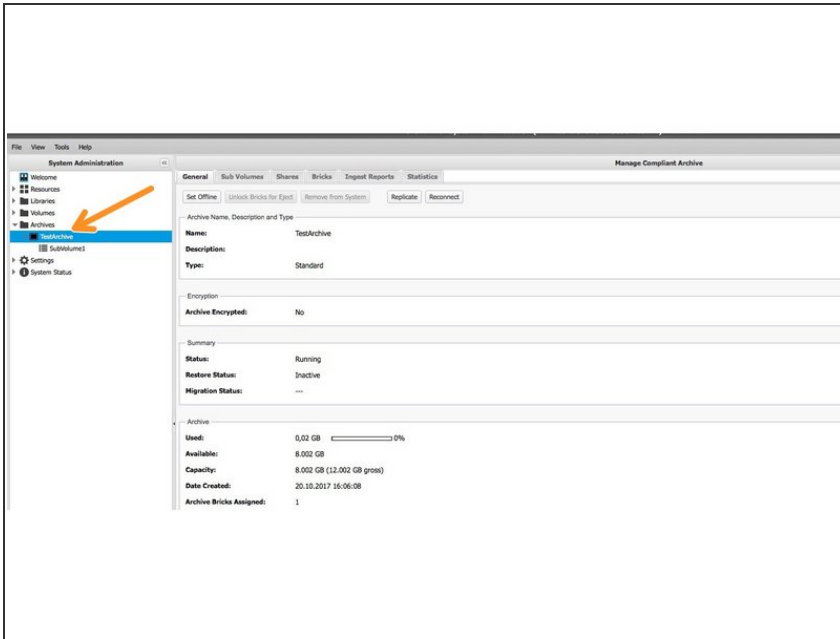 File View Tools Help
System Administration
Manage Compliant Archive
Welcome
Resources
Libraries
Volumes
Archives
TestArchive
SubVolume1
Settings
System Status
General Sub Volumes Shares Bricks Ingest Reports Statistics
Set Offline Unlock Bricks for Eject Remove from System Replicate Reconnect
Archive Name, Description and Type
Name: TestArchive
Description:
Type: Standard
Encryption
Archive Encrypted: No
Summary
Status: Running
Restore Status: Inactive
Migration Status: ---
Archive
Used: 0,02 GB 0%
Available: 8.002 GB
Capacity: 8.002 GB (12.002 GB gross)
Date Created: 20.10.2017 16:06:08
Archive Bricks Assigned: 1